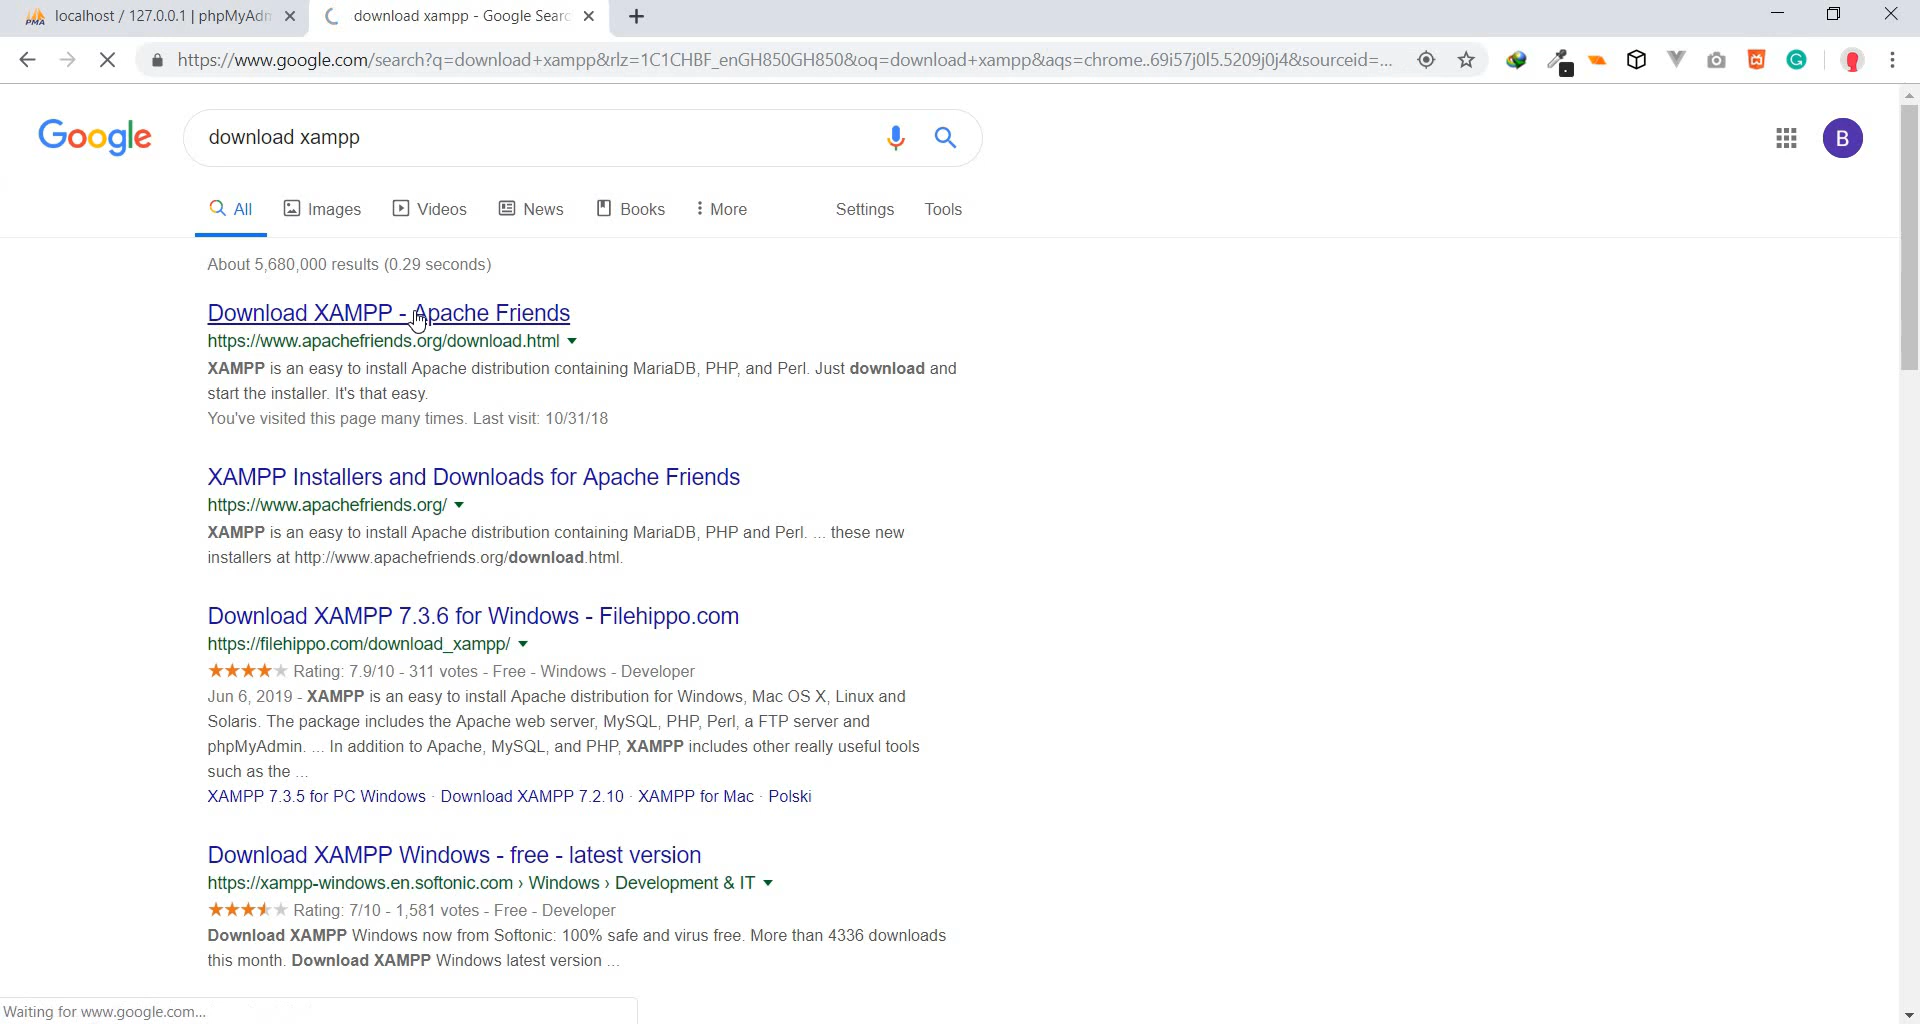 localhost / 127.0.0.1 | phpMyAdm
download xampp - Google Searc
https://www.google.com/search?q=download+xampp&rlz=1C1CHBF_enGH850GH850&oq=download+xampp&aqs=chrome..69i57j0l5.5209j0j4&sourceid=...
Google
download xampp
B
All
Images
Videos
News
Books
More
Settings
Tools
About 5,680,000 results (0.29 seconds)
Download XAMPP - Apache Friends
https://www.apachefriends.org/download.html
XAMPP is an easy to install Apache distribution containing MariaDB, PHP, and Perl. Just download and
start the installer. It's that easy.
You've visited this page many times. Last visit: 10/31/18
XAMPP Installers and Downloads for Apache Friends
https://www.apachefriends.org/
XAMPP is an easy to install Apache distribution containing MariaDB, PHP and Perl. ... these new
installers at http://www.apachefriends.org/download.html.
Download XAMPP 7.3.6 for Windows - Filehippo.com
https://filehippo.com/download_xampp/
Rating: 7.9/10 - 311 votes - Free - Windows - Developer
Jun 6, 2019 - XAMPP is an easy to install Apache distribution for Windows, Mac OS X, Linux and
Solaris. The package includes the Apache web server, MySQL, PHP, Perl, a FTP server and
phpMyAdmin. ... In addition to Apache, MySQL, and PHP, XAMPP includes other really useful tools
such as the ...
XAMPP 7.3.5 for PC Windows · Download XAMPP 7.2.10 · XAMPP for Mac · Polski
Download XAMPP Windows - free - latest version
https://xampp-windows.en.softonic.com › Windows › Development & IT
Rating: 7/10 - 1,581 votes - Free - Developer
Download XAMPP Windows now from Softonic: 100% safe and virus free. More than 4336 downloads
this month. Download XAMPP Windows latest version ...
Waiting for www.google.com...